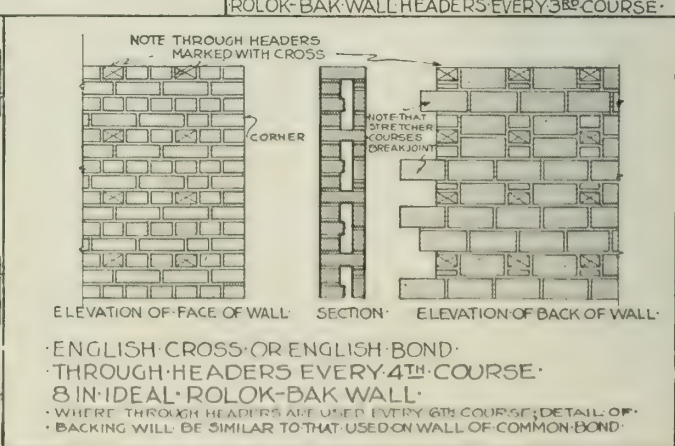 ROLOK-BAK·WALL·HEADERS·EVERY·3RD·COURSE·
NOTE THROUGH HEADERS
MARKED WITH CROSS
CORNER
NOTE·THAT
STRETCHER
COURSES
BREAK JOINT
ELEVATION OF·FACE OF WALL·
SECTION·
ELEVATION·OF BACK OF WALL·
·ENGLISH·CROSS·OR ENGLISH·BOND·
·THROUGH·HEADERS EVERY·4TH·COURSE·
8 IN·IDEAL·ROLOK-BAK WALL·
·WHERE THROUGH HEADERS ARE USED EVERY 6TH COURSE; DETAIL OF·
·BACKING WILL BE SIMILAR TO THAT USED ON WALL OF COMMON BOND·